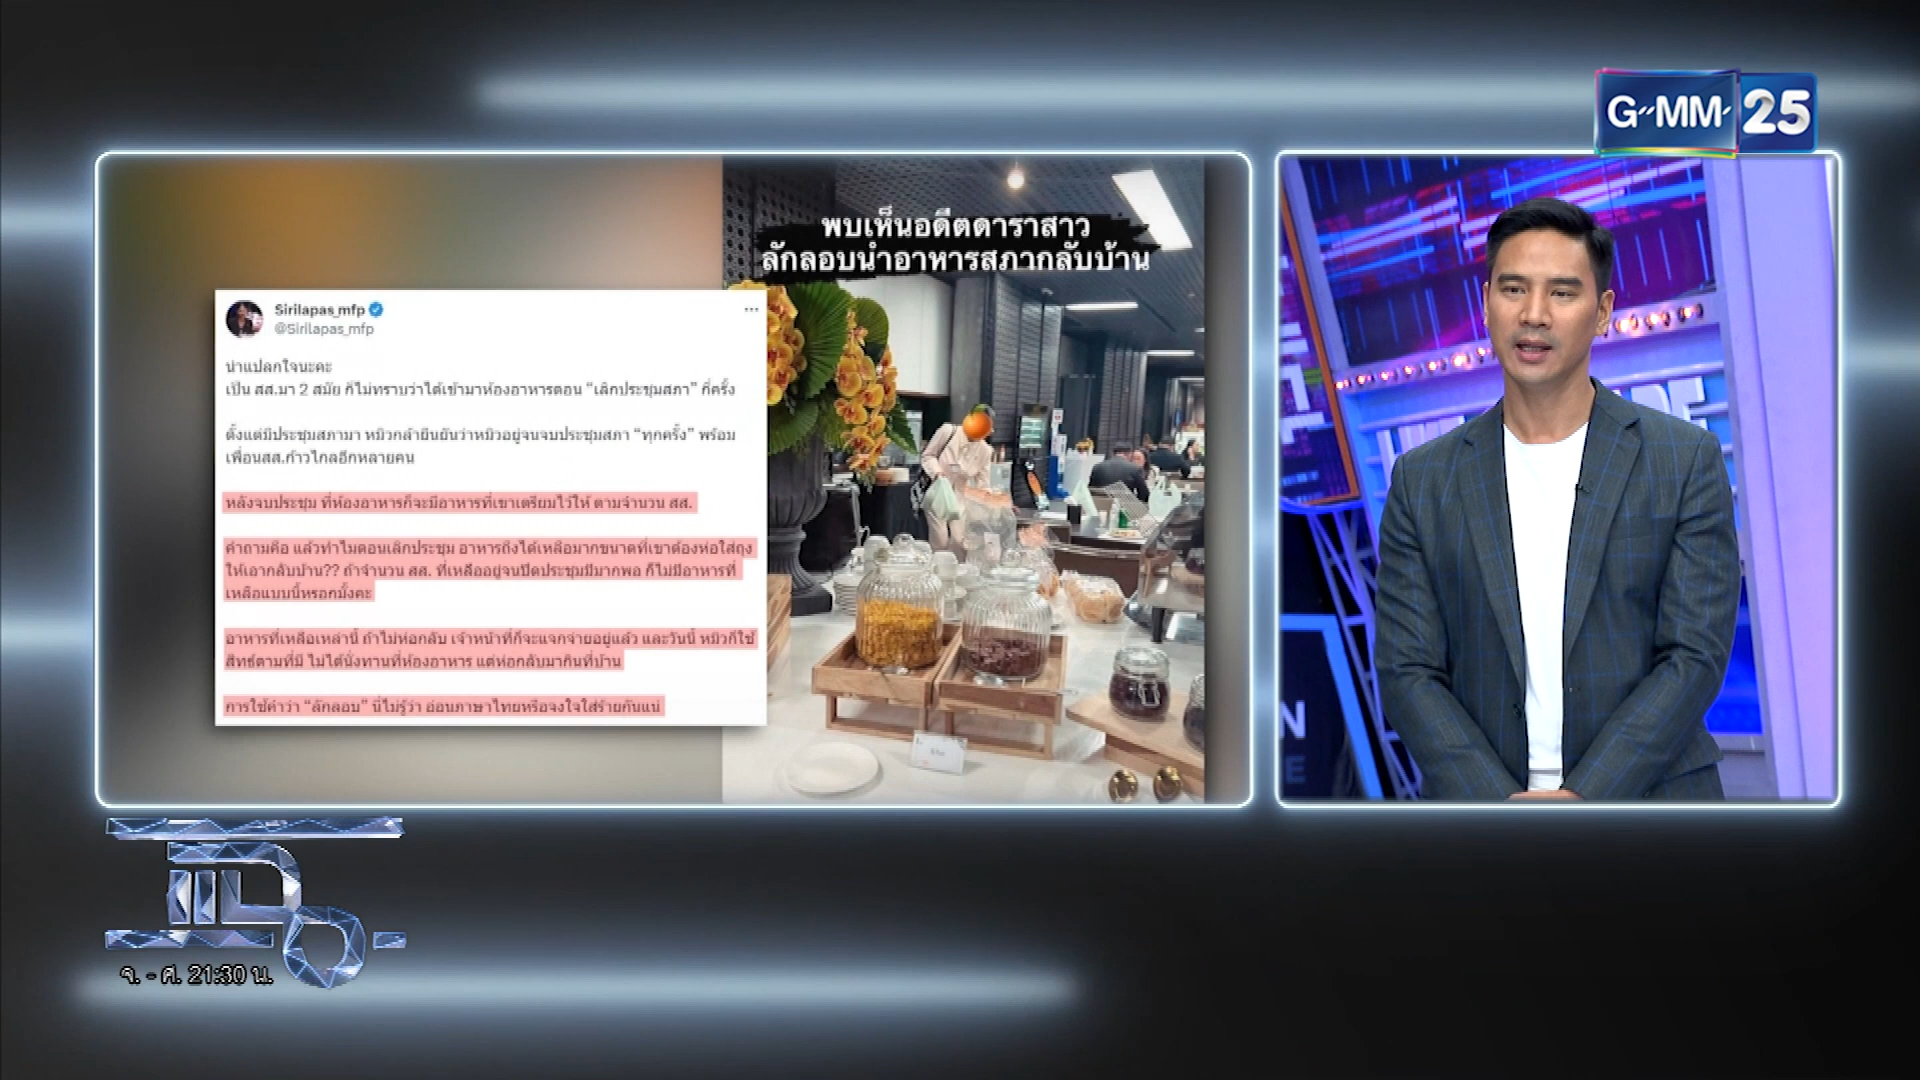 G MM 25
พบเห็นอดีตดาราสาว
ลักลอบนำอาหารสภากลับบ้าน
Sirilapas_mfp
@Sirilapas_mfp
น่าแปลกใจนะคะ
เป็น สส.มา 2 สมัย ก็ไม่ทราบว่าได้เข้ามาห้องอาหารตอน “เลิกประชุมสภา” กี่ครั้ง
ตั้งแต่มีประชุมสภามา หมิวกล้ายืนยันว่าหมิวอยู่จนจบประชุมสภา “ทุกครั้ง” พร้อม
เพื่อนสส.ก้าวไกลอีกหลายคน
หลังจบประชุม ที่ห้องอาหารก็จะมีอาหารที่เขาเตรียมไว้ให้ ตามจำนวน สส.
คำถามคือ แล้วทำไมตอนเลิกประชุม อาหารถึงได้เหลือมากขนาดที่เขาต้องห่อใส่ถุง
ให้เอากลับบ้าน?? ถ้าจำนวน สส. ที่เหลืออยู่จนปิดประชุมมีมากพอ ก็ไม่มีอาหารที่
เหลือแบบนี้หรอกมั้งคะ
อาหารที่เหลือเหล่านี้ ถ้าไม่ห่อกลับ เจ้าหน้าที่ก็จะแจกจ่ายอยู่แล้ว และวันนี้ หมิวก็ใช้
สิทธ์ตามที่มี ไม่ได้นั่งทานที่ห้องอาหาร แต่ห่อกลับมากินที่บ้าน
การใช้คำว่า “ลักลอบ” นี่ไม่รู้ว่า อ่อนภาษาไทยหรือจงใจใส่ร้ายกันแน่
แฉ
จ. - ศ. 21:30 น.